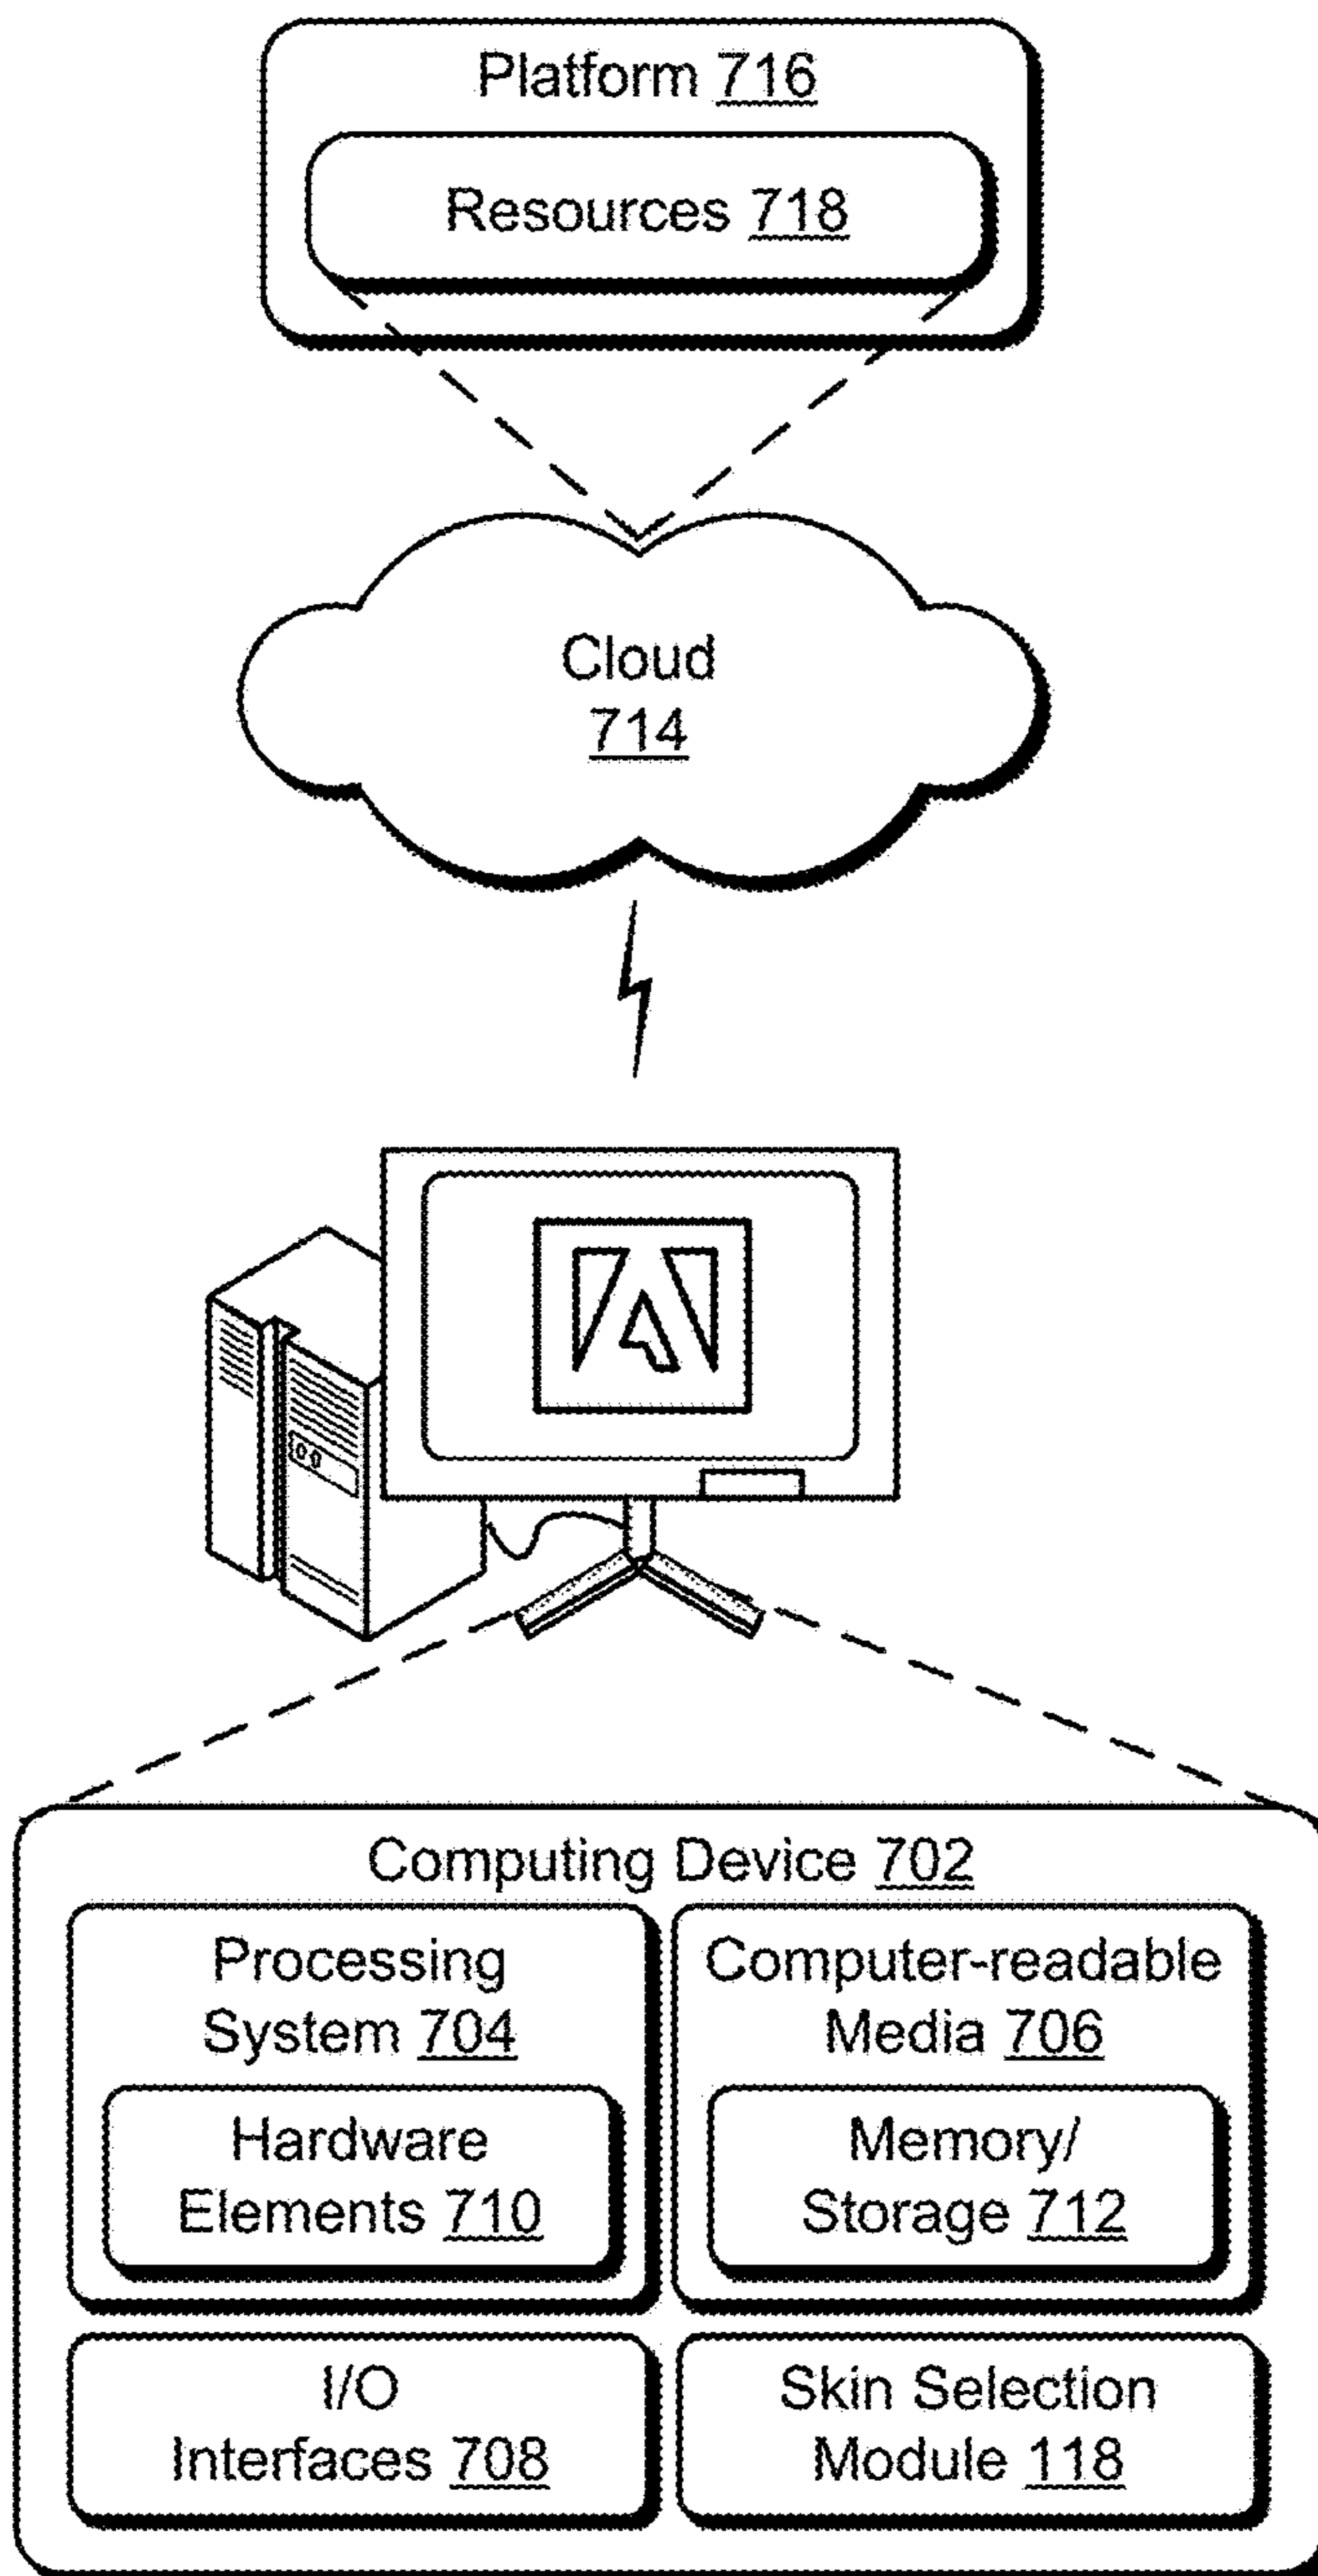 Platform 716
Resources 718
Cloud
714
Computing Device 702
Processing
System 704
Hardware
Elements 710
Computer-readable
Media 706
Memory/
Storage 712
I/O
Interfaces 708
Skin Selection
Module 118